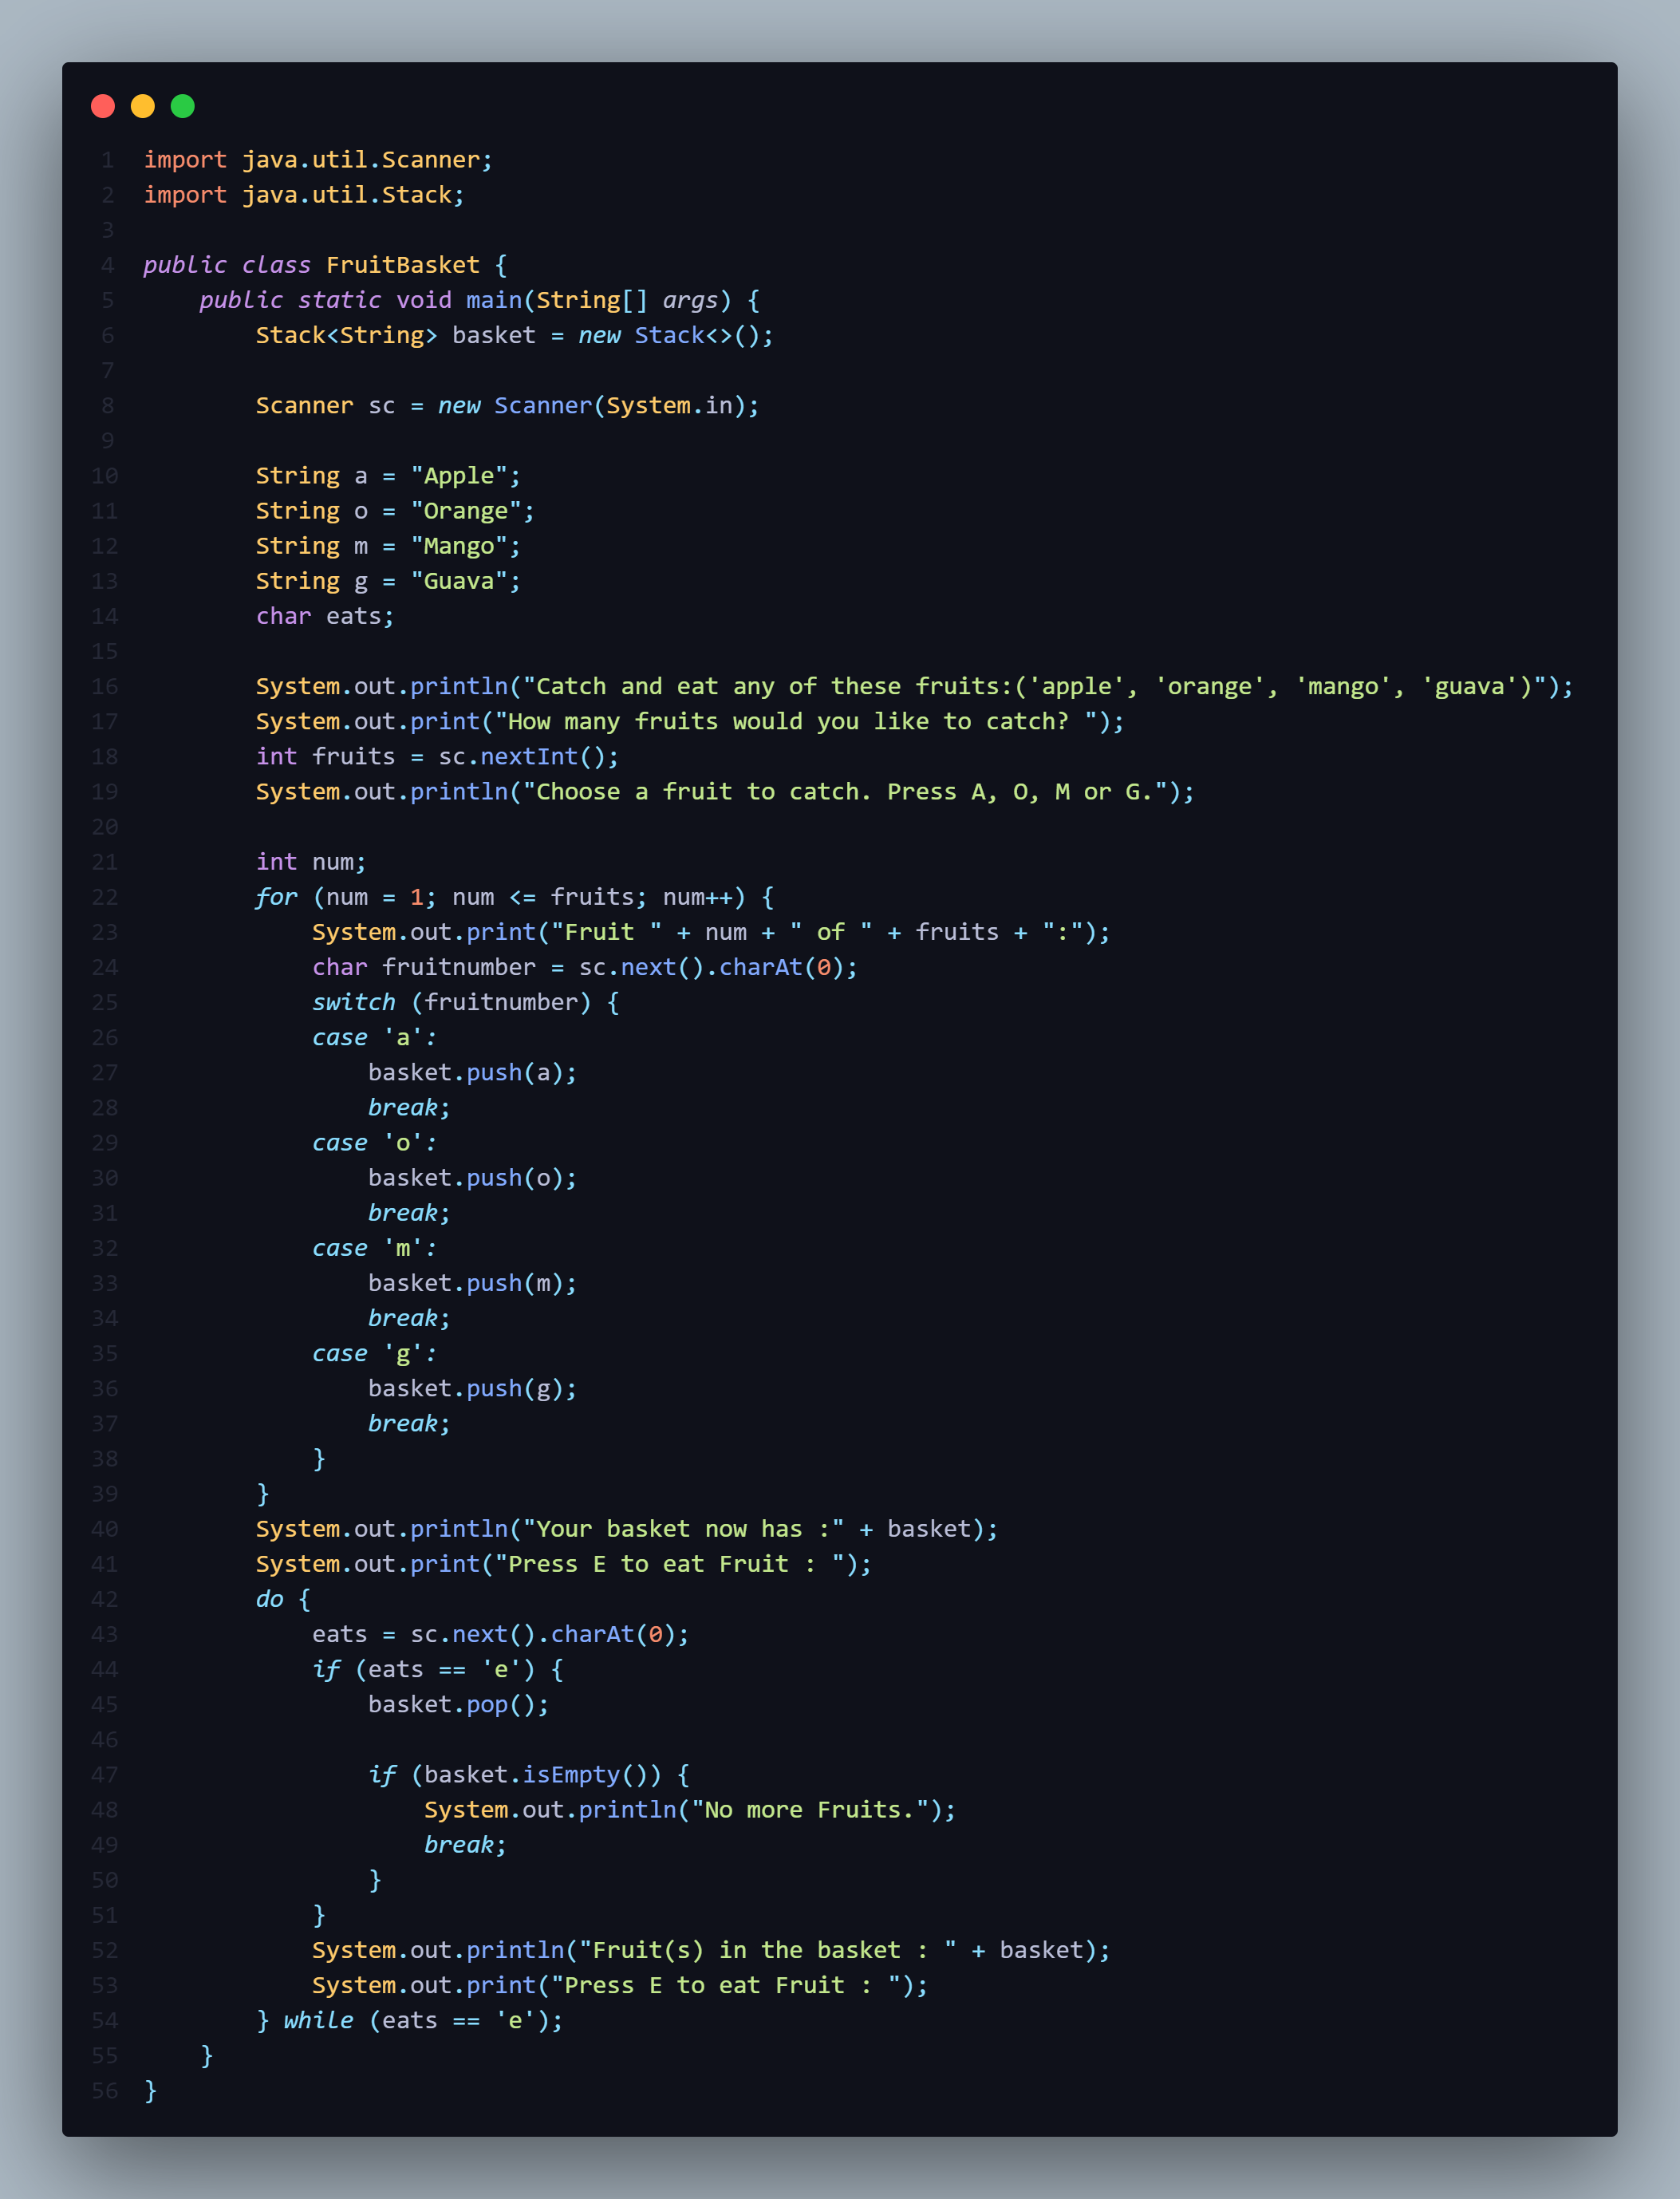 1 import java.util.Scanner;
2 import java.util.Stack;
3
4 public class FruitBasket {
5     public static void main(String[] args) {
6         Stack<String> basket = new Stack<>();
7
8         Scanner sc = new Scanner(System.in);
9
10         String a = "Apple";
11         String o = "Orange";
12         String m = "Mango";
13         String g = "Guava";
14         char eats;
15
16         System.out.println("Catch and eat any of these fruits:('apple', 'orange', 'mango', 'guava')");
17         System.out.print("How many fruits would you like to catch? ");
18         int fruits = sc.nextInt();
19         System.out.println("Choose a fruit to catch. Press A, O, M or G.");
20
21         int num;
22         for (num = 1; num <= fruits; num++) {
23             System.out.print("Fruit " + num + " of " + fruits + ":");
24             char fruitnumber = sc.next().charAt(0);
25             switch (fruitnumber) {
26             case 'a':
27                 basket.push(a);
28                 break;
29             case 'o':
30                 basket.push(o);
31                 break;
32             case 'm':
33                 basket.push(m);
34                 break;
35             case 'g':
36                 basket.push(g);
37                 break;
38             }
39         }
40         System.out.println("Your basket now has :" + basket);
41         System.out.print("Press E to eat Fruit : ");
42         do {
43             eats = sc.next().charAt(0);
44             if (eats == 'e') {
45                 basket.pop();
46
47                 if (basket.isEmpty()) {
48                     System.out.println("No more Fruits.");
49                     break;
50                 }
51             }
52             System.out.println("Fruit(s) in the basket : " + basket);
53             System.out.print("Press E to eat Fruit : ");
54         } while (eats == 'e');
55     }
56 }